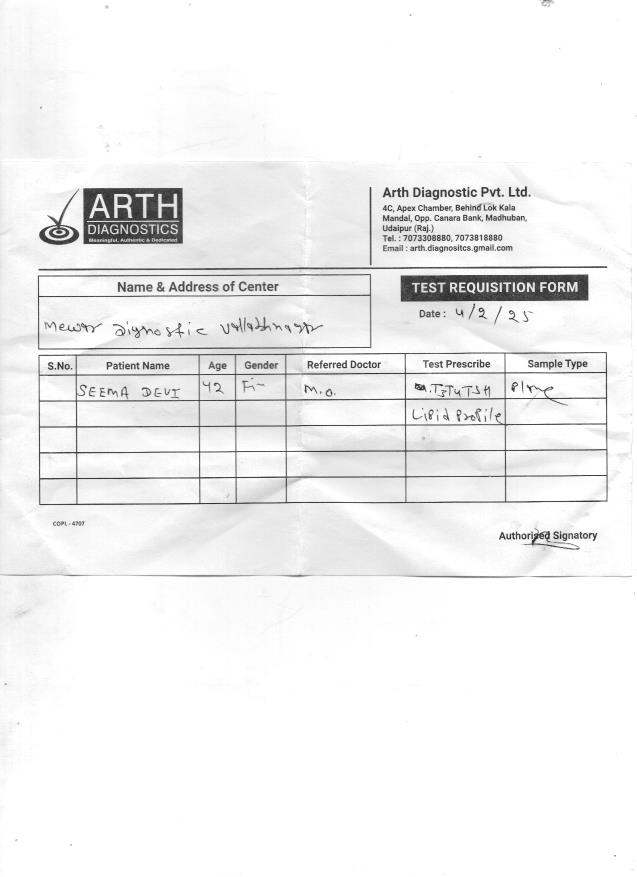 ARTH
DIAGNOSTICS
Meaningful, Authentic & Dedicated
Arth Diagnostic Pvt. Ltd.
4C, Apex Chamber, Behind Lok Kala
Mandal, Opp. Canara Bank, Madhuban,
Udaipur (Raj.)
Tel. : 7073308880, 7073818880
Email : arth.diagnositcs.gmail.com
Name & Address of Center
TEST REQUISITION FORM
Mewar Dignostic Vallabhnagar
Date : 4/2/25
S.No. Patient Name Age Gender Referred Doctor Test Prescribe Sample Type
SEEMA DEVI 42 F M.O. T3T4TSH
Lipid Profile
COPL - 4707
Authorized Signatory